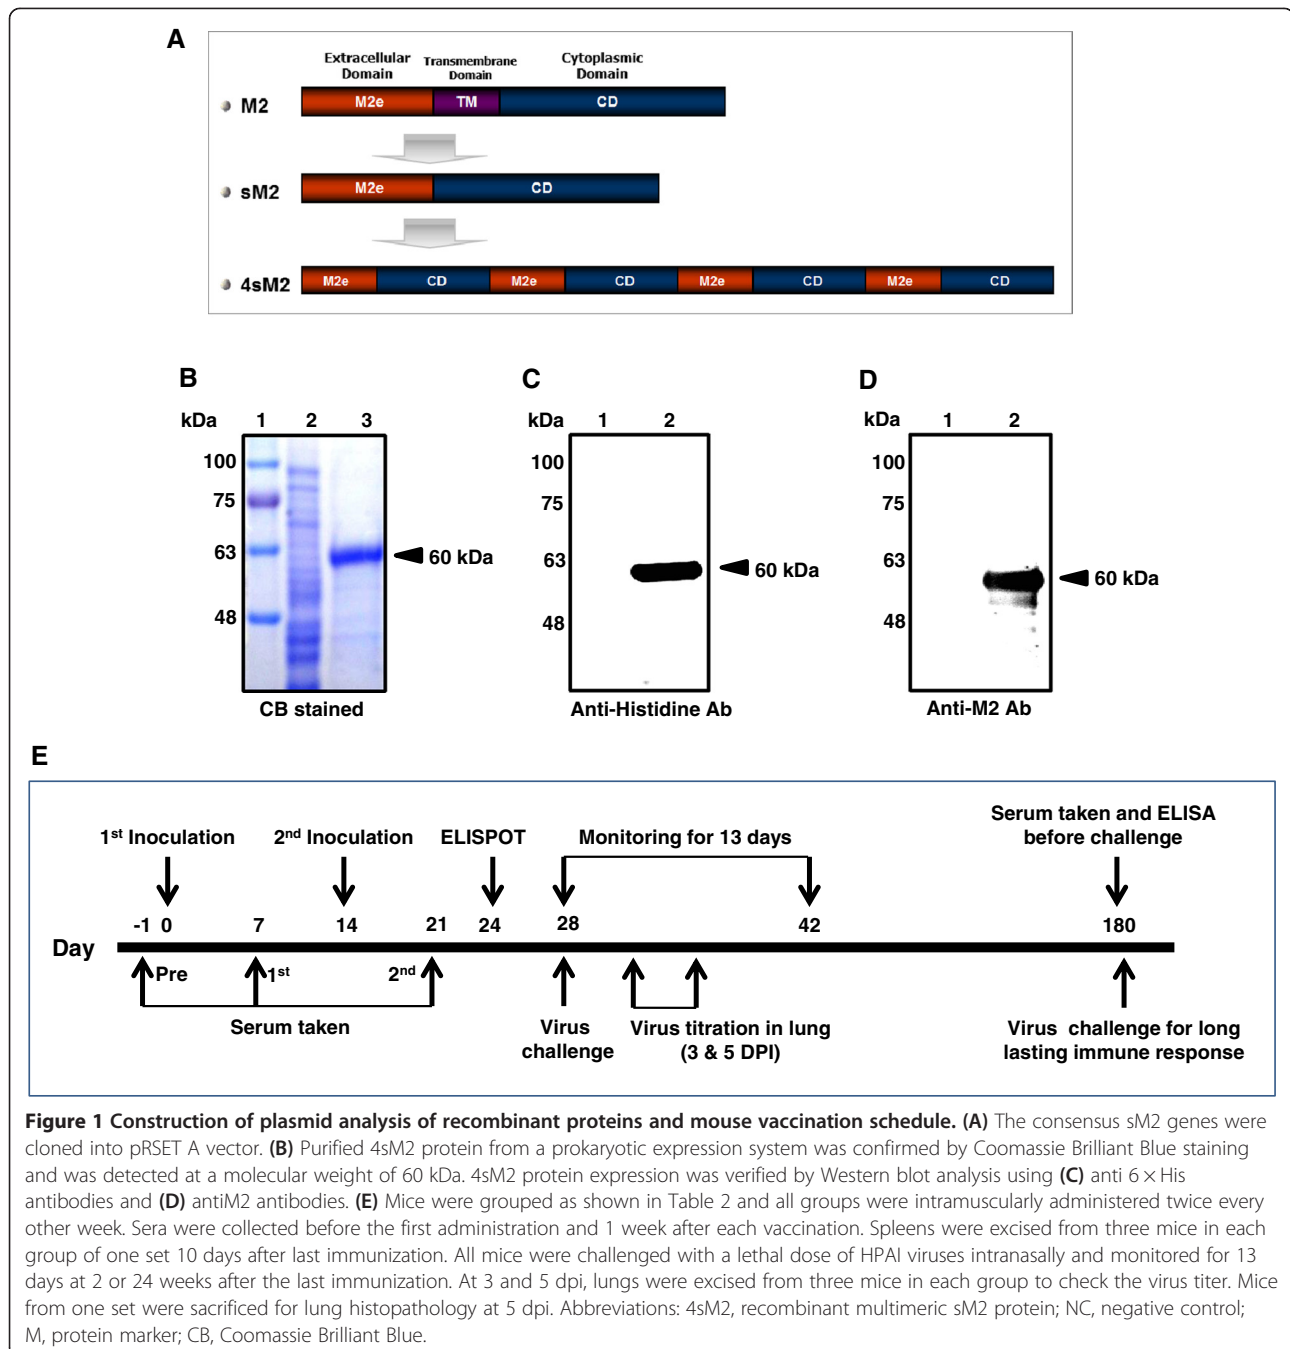 A
Extracellular Domain
Transmembrane Domain
Cytoplasmic Domain
M2
M2e TM CD
sM2
M2e CD
4sM2
M2e CD M2e CD M2e CD M2e CD
B
kDa 1 2 3
100
75
63
48
60 kDa
CB stained
C
kDa 1 2
100
75
63
48
60 kDa
Anti-Histidine Ab
D
kDa 1 2
100
75
63
48
60 kDa
Anti-M2 Ab
E
1st Inoculation
2nd Inoculation
ELISPOT
Monitoring for 13 days
Serum taken and ELISA
before challenge
-1 0 7 14 21 24 28 42 180
Day
Pre 1st 2nd
Serum taken
Virus
challenge
Virus titration in lung
(3 & 5 DPI)
Virus challenge for long
lasting immune response
Figure 1 Construction of plasmid analysis of recombinant proteins and mouse vaccination schedule. (A) The consensus sM2 genes were
cloned into pRSET A vector. (B) Purified 4sM2 protein from a prokaryotic expression system was confirmed by Coomassie Brilliant Blue staining
and was detected at a molecular weight of 60 kDa. 4sM2 protein expression was verified by Western blot analysis using (C) anti 6 × His
antibodies and (D) antiM2 antibodies. (E) Mice were grouped as shown in Table 2 and all groups were intramuscularly administered twice every
other week. Sera were collected before the first administration and 1 week after each vaccination. Spleens were excised from three mice in each
group of one set 10 days after last immunization. All mice were challenged with a lethal dose of HPAI viruses intranasally and monitored for 13
days at 2 or 24 weeks after the last immunization. At 3 and 5 dpi, lungs were excised from three mice in each group to check the virus titer. Mice
from one set were sacrificed for lung histopathology at 5 dpi. Abbreviations: 4sM2, recombinant multimeric sM2 protein; NC, negative control;
M, protein marker; CB, Coomassie Brilliant Blue.